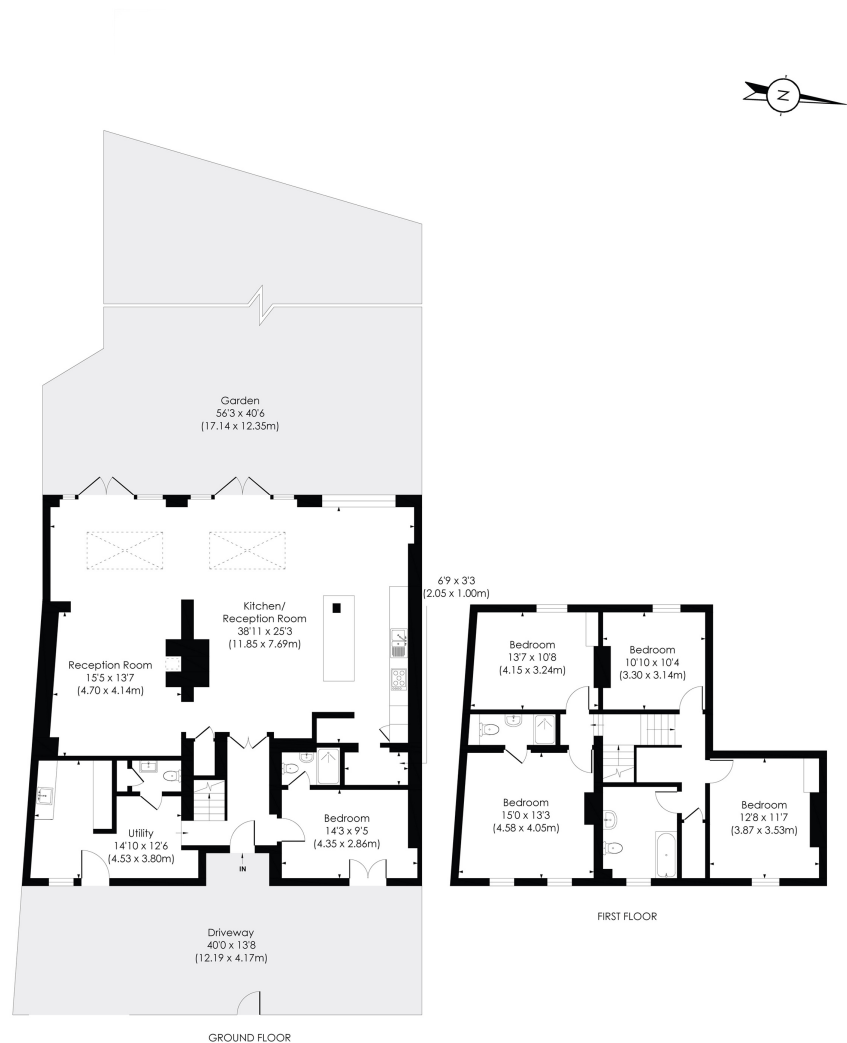 N
Garden
56'3 x 40'6
(17.14 x 12.35m)
6'9 x 3'3
(2.05 x 1.00m)
Kitchen/
Reception Room
38'11 x 25'3
(11.85 x 7.69m)
Reception Room
15'5 x 13'7
(4.70 x 4.14m)
Bedroom
13'7 x 10'8
(4.15 x 3.24m)
Bedroom
10'10 x 10'4
(3.30 x 3.14m)
Utility
14'10 x 12'6
(4.53 x 3.80m)
Bedroom
14'3 x 9'5
(4.35 x 2.86m)
IN
Bedroom
15'0 x 13'3
(4.58 x 4.05m)
Bedroom
12'8 x 11'7
(3.87 x 3.53m)
FIRST FLOOR
Driveway
40'0 x 13'8
(12.19 x 4.17m)
GROUND FLOOR